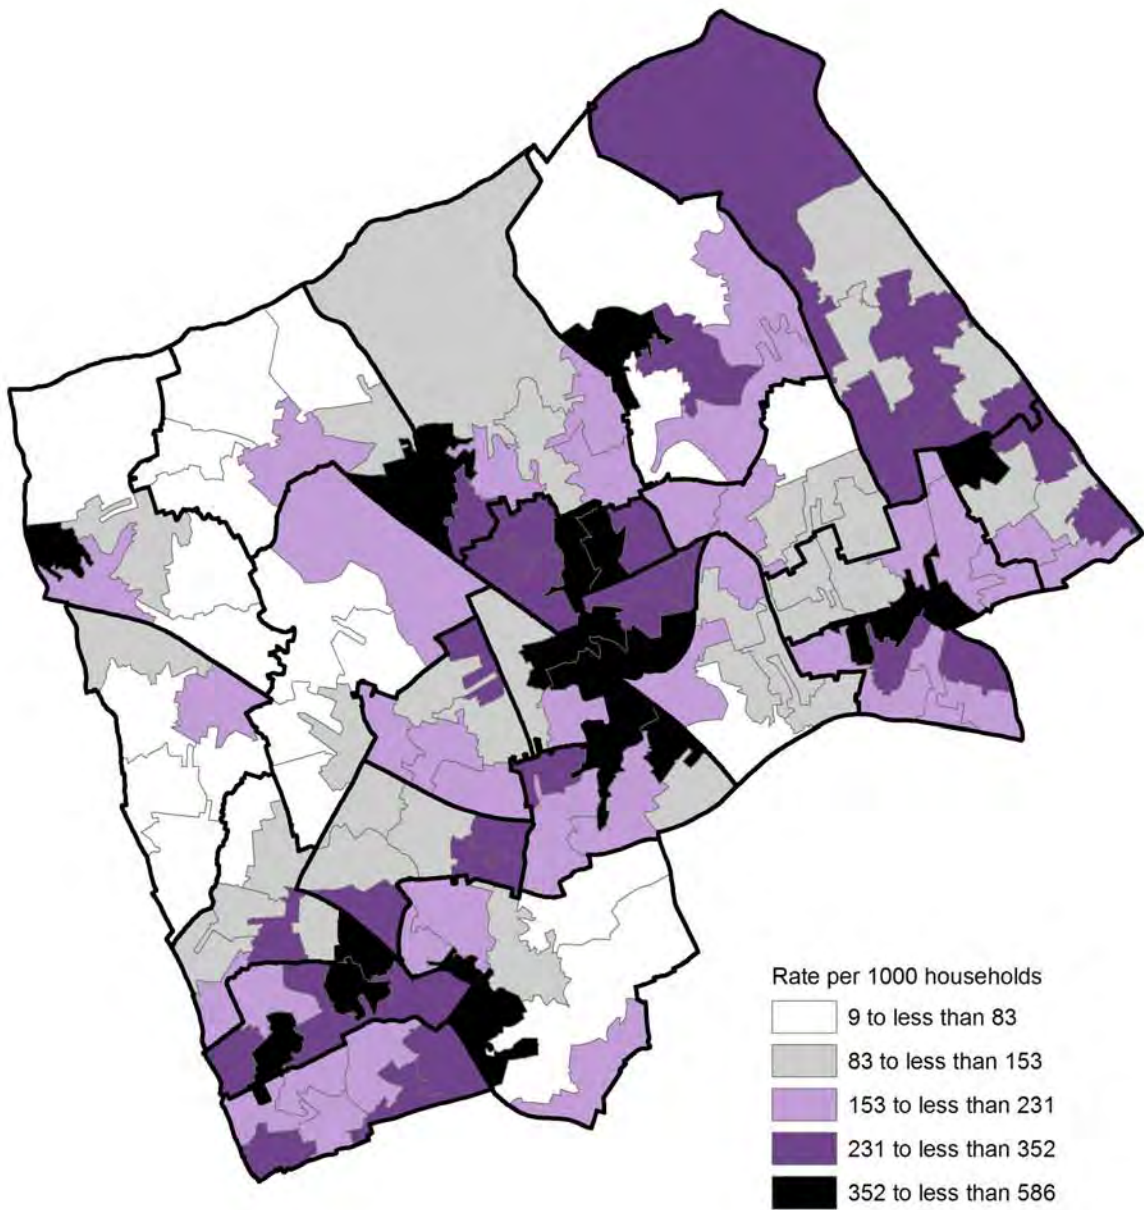 Rate per 1000 households
9 to less than 83
83 to less than 153
153 to less than 231
231 to less than 352
352 to less than 586